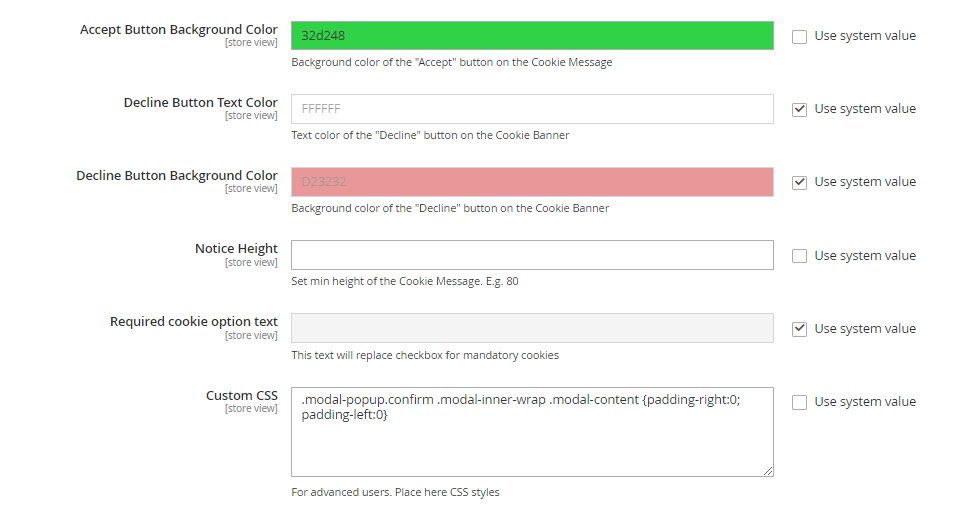 Accept Button Background Color
[store view]
32d248
Use system value
Background color of the "Accept" button on the Cookie Message
Decline Button Text Color
[store view]
FFFFFF
Use system value
Text color of the "Decline" button on the Cookie Banner
Decline Button Background Color
[store view]
D23232
Use system value
Background color of the "Decline" button on the Cookie Banner
Notice Height
[store view]
Use system value
Set min height of the Cookie Message. E.g. 80
Required cookie option text
[store view]
Use system value
This text will replace checkbox for mandatory cookies
Custom CSS
[store view]
.modal-popup.confirm .modal-inner-wrap .modal-content {padding-right:0;
padding-left:0}
Use system value
For advanced users. Place here CSS styles